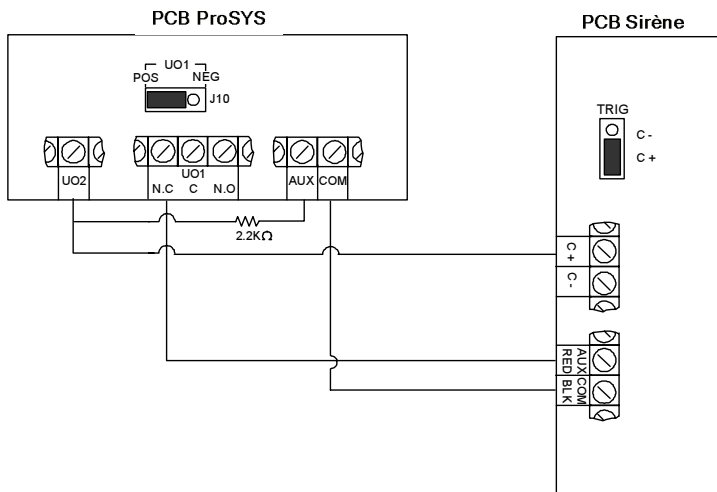 PCB ProSYS
PCB Sirène
UO1
POS NEG
J10
TRIG
C -
C +
UO2
UO1
N.C C N.O
AUX COM
2.2KΩ
C +
C -
AUX RED
COM BLK